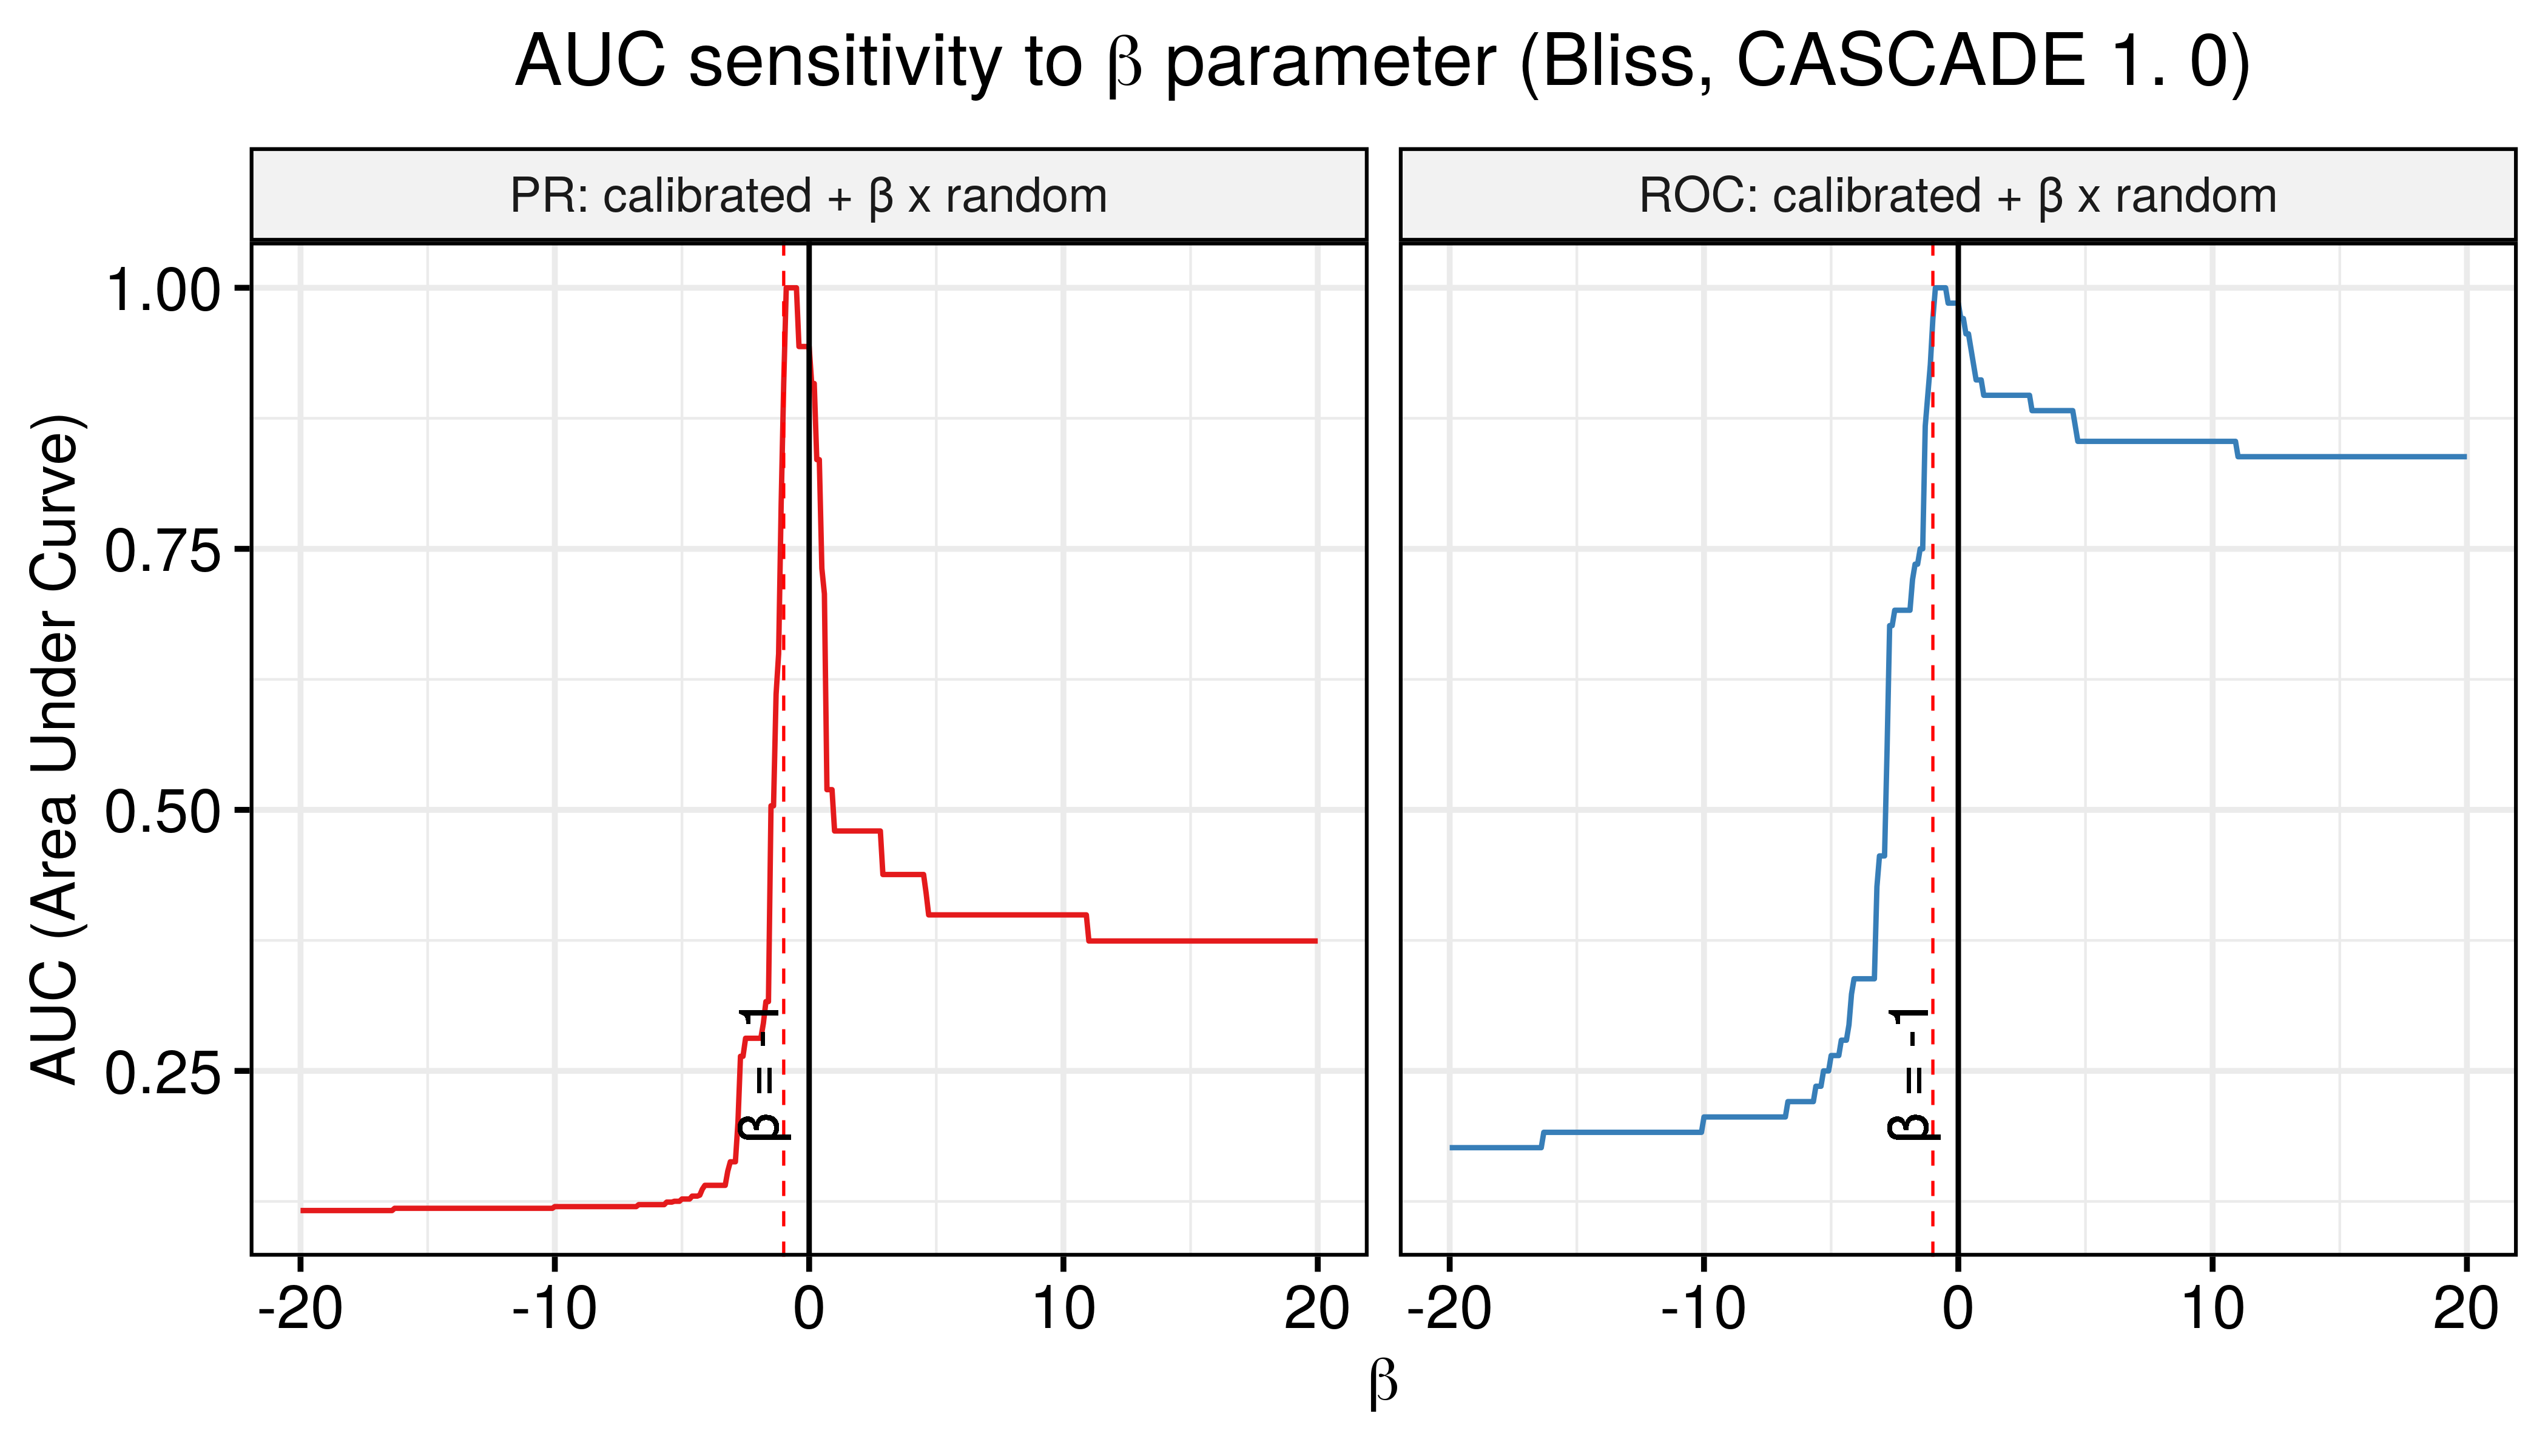 AUC sensitivity to β parameter (Bliss, CASCADE 1. 0)
PR: calibrated + β x random
ROC: calibrated + β x random
AUC (Area Under Curve)
1.00
0.75
0.50
0.25
β = -1
β = -1
-20 -10 0 10 20
-20 -10 0 10 20
β